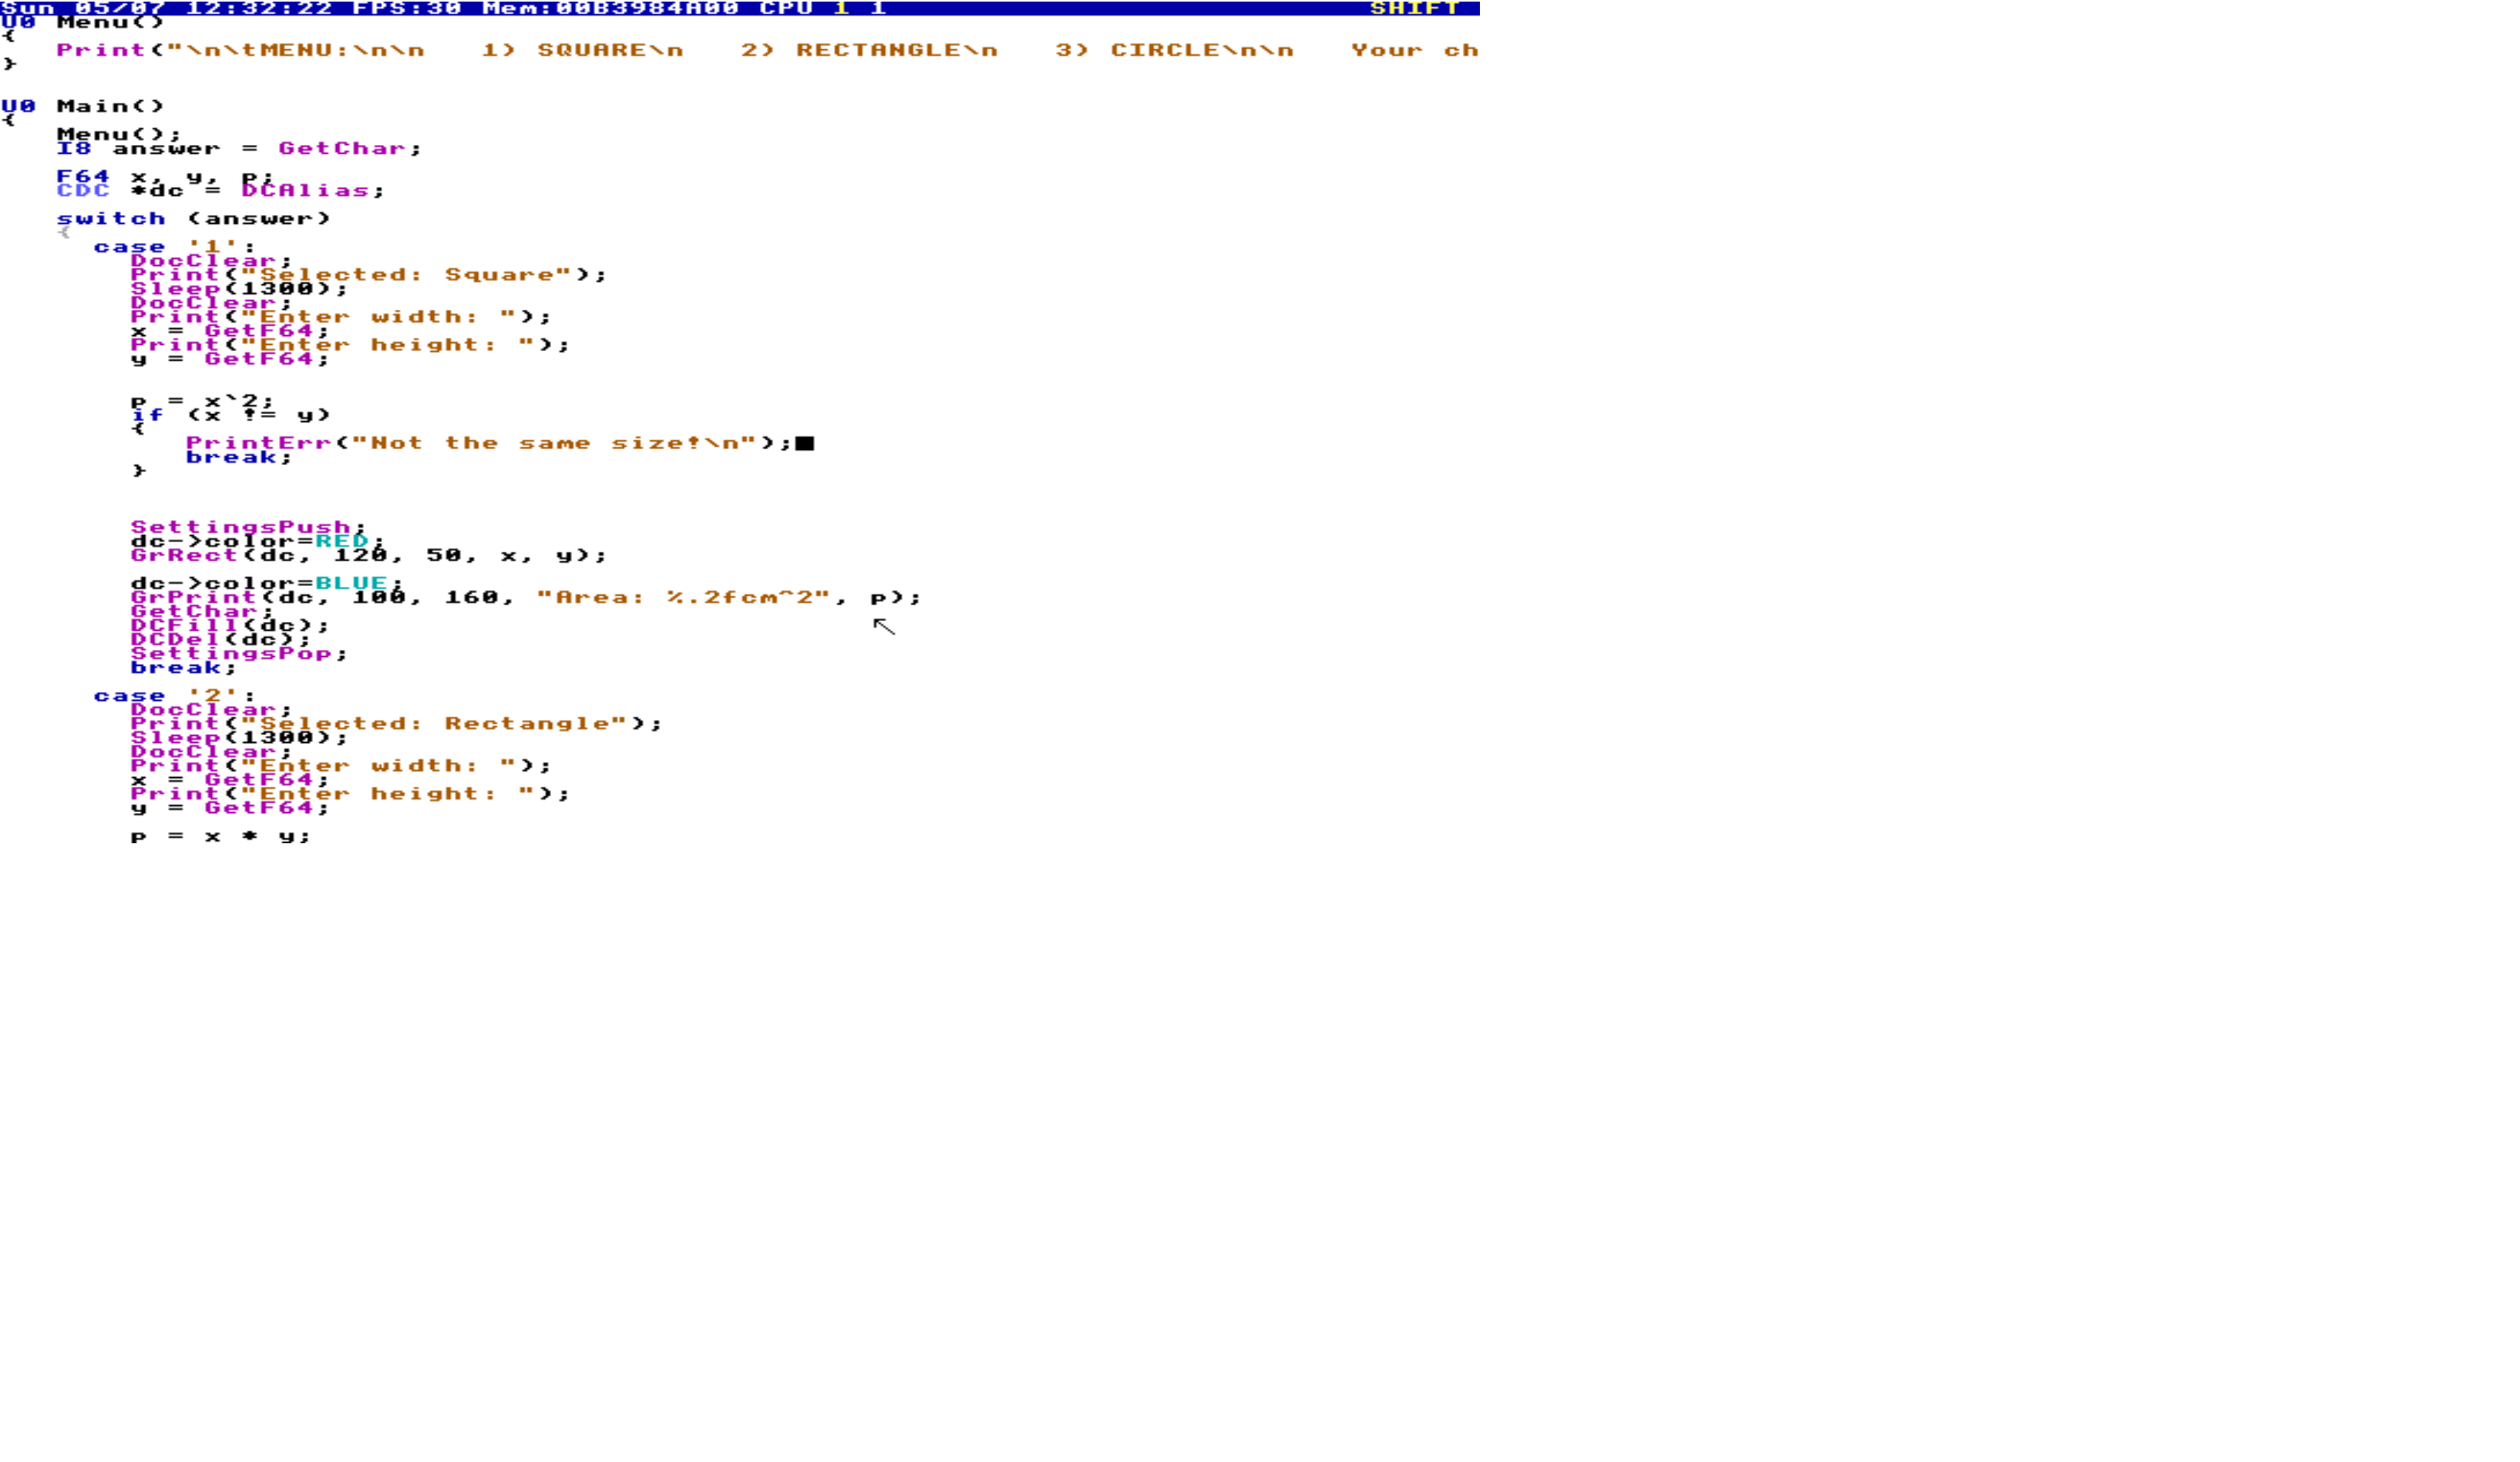 Sun 05/07 12:32:22 FPS:30 Mem:00B3984A00 CPU 1 1 SHIFT
U0 Menu()
{
Print("\n\tMENU:\n\n   1) SQUARE\n   2) RECTANGLE\n   3) CIRCLE\n\n   Your ch
}
U0 Main()
{
Menu();
I8 answer = GetChar;
F64 x, y, p;
CDC *dc = DCAlias;
switch (answer)
{
case '1':
DocClear;
Print("Selected: Square");
Sleep(1300);
DocClear;
Print("Enter width: ");
x = GetF64;
Print("Enter height: ");
y = GetF64;
p = x`2;
if (x != y)
{
PrintErr("Not the same size!\n");
break;
}
SettingsPush;
dc->color=RED;
GrRect(dc, 120, 50, x, y);
dc->color=BLUE;
GrPrint(dc, 100, 160, "Area: %.2fcm^2", p);
GetChar;
DCFill(dc);
DCDel(dc);
SettingsPop;
break;
case '2':
DocClear;
Print("Selected: Rectangle");
Sleep(1300);
DocClear;
Print("Enter width: ");
x = GetF64;
Print("Enter height: ");
y = GetF64;
p = x * y;